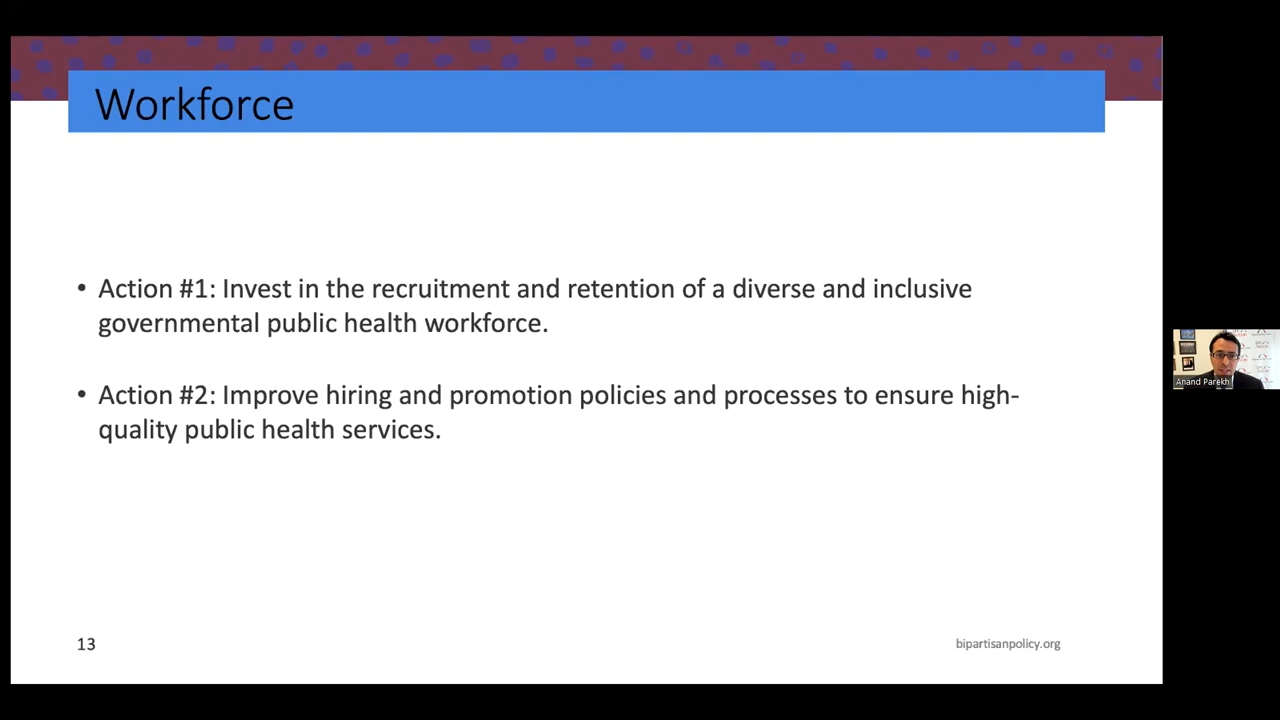 Workforce
• Action #1: Invest in the recruitment and retention of a diverse and inclusive
governmental public health workforce.
• Action #2: Improve hiring and promotion policies and processes to ensure high-
quality public health services.
Anand Parekh
13
bipartisanpolicy.org